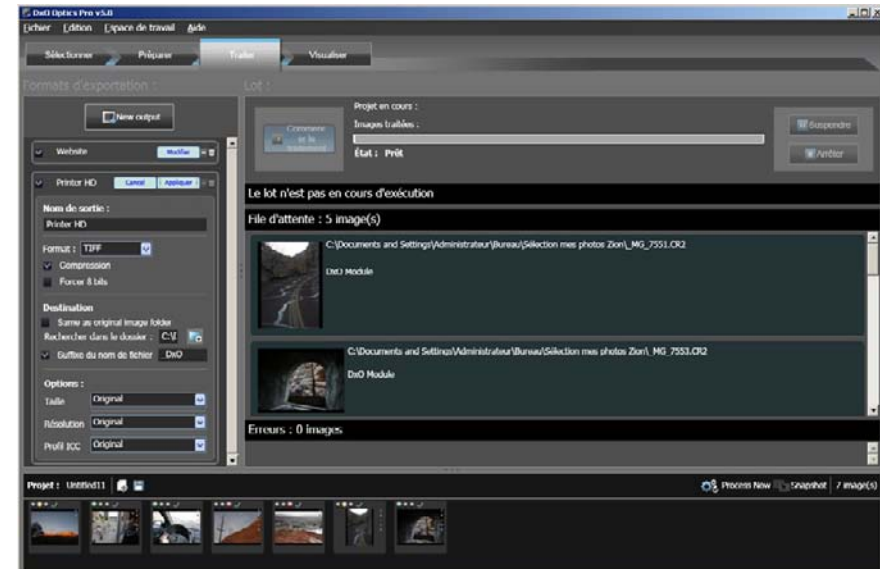 DxO Optics Pro v5.0
Fichier Edition Espace de travail Aide
Sélectionner Préparer Traiter Visualiser
Formats d'exportation :
New output
Website Modifier
Printer HD Cancel Appliquer
Nom de sortie :
Printer HD
Format : TIFF
Compression
Forcer 8 bits
Destination
Same as original image folder
Rechercher dans le dossier : C:\
Suffixe du nom de fichier _DxO
Options :
Taille Original
Résolution Original
Profil ICC Original
Lot :
Projet en cours :
Images traitées :
État : Prêt
Suspendre
Arrêter
Le lot n'est pas en cours d'exécution
File d'attente : 5 image(s)
C:\Documents and Settings\Administrateur\Bureau\Sélection mes photos Zion\_MG_7551.CR2
DxO Module
C:\Documents and Settings\Administrateur\Bureau\Sélection mes photos Zion\_MG_7553.CR2
DxO Module
Erreurs : 0 images
Projet : Untitled11 Process Now Snapshot 7 image(s)